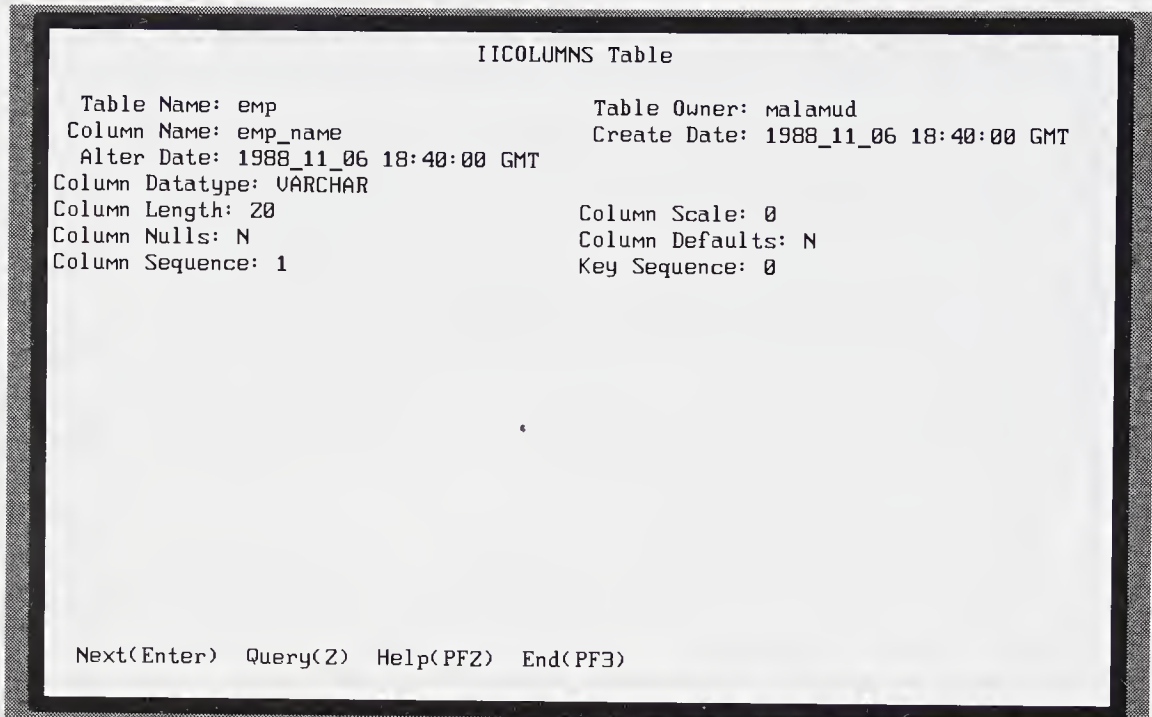 IICOLUMNS Table
Table Name: emp Table Owner: malamud
Column Name: emp_name Create Date: 1988_11_06 18:40:00 GMT
Alter Date: 1988_11_06 18:40:00 GMT
Column Datatype: VARCHAR
Column Length: 20 Column Scale: 0
Column Nulls: N Column Defaults: N
Column Sequence: 1 Key Sequence: 0
Next(Enter) Query(2) Help(PF2) End(PF3)